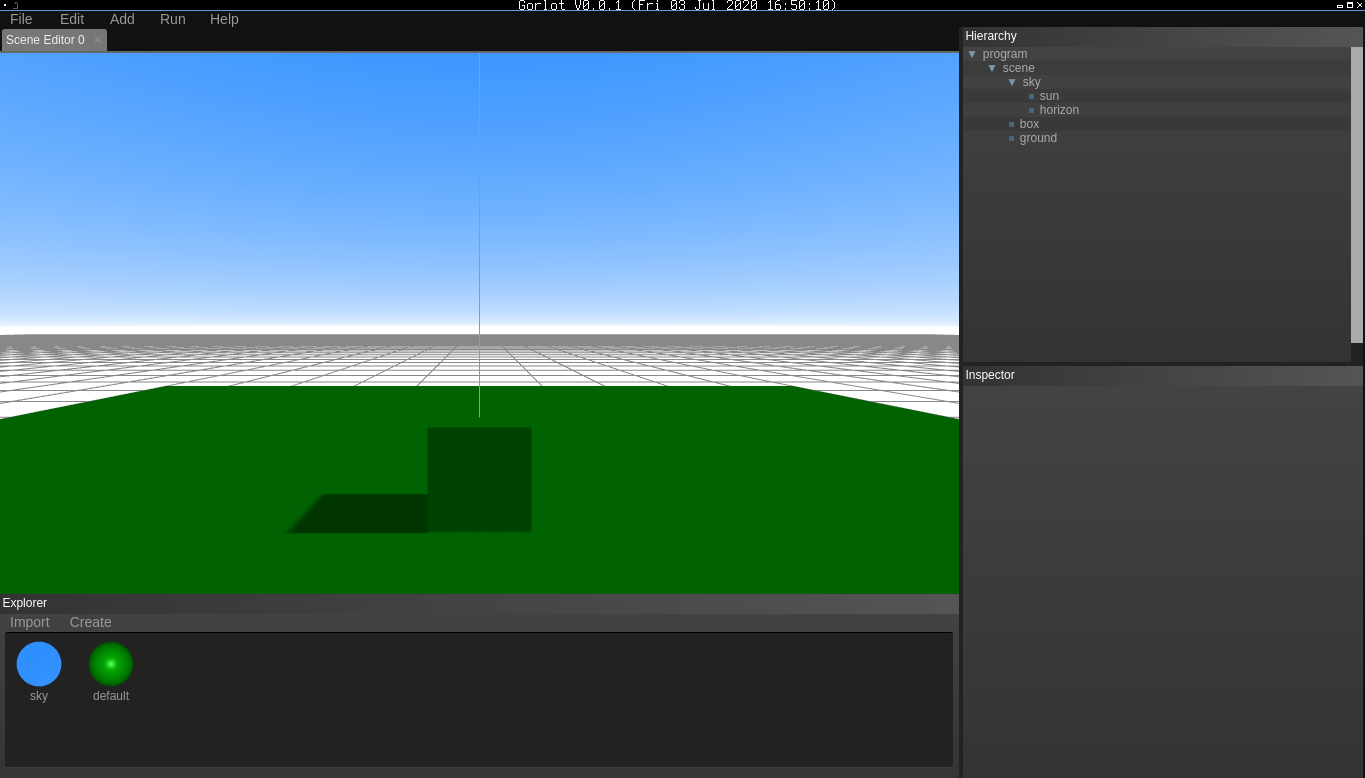 Gorlot V0.0.1 (Fri 03 Jul 2020 16:50:10)
File Edit Add Run Help
Scene Editor 0
Hierarchy
program
scene
sky
sun
horizon
box
ground
Inspector
Explorer
Import Create
sky default